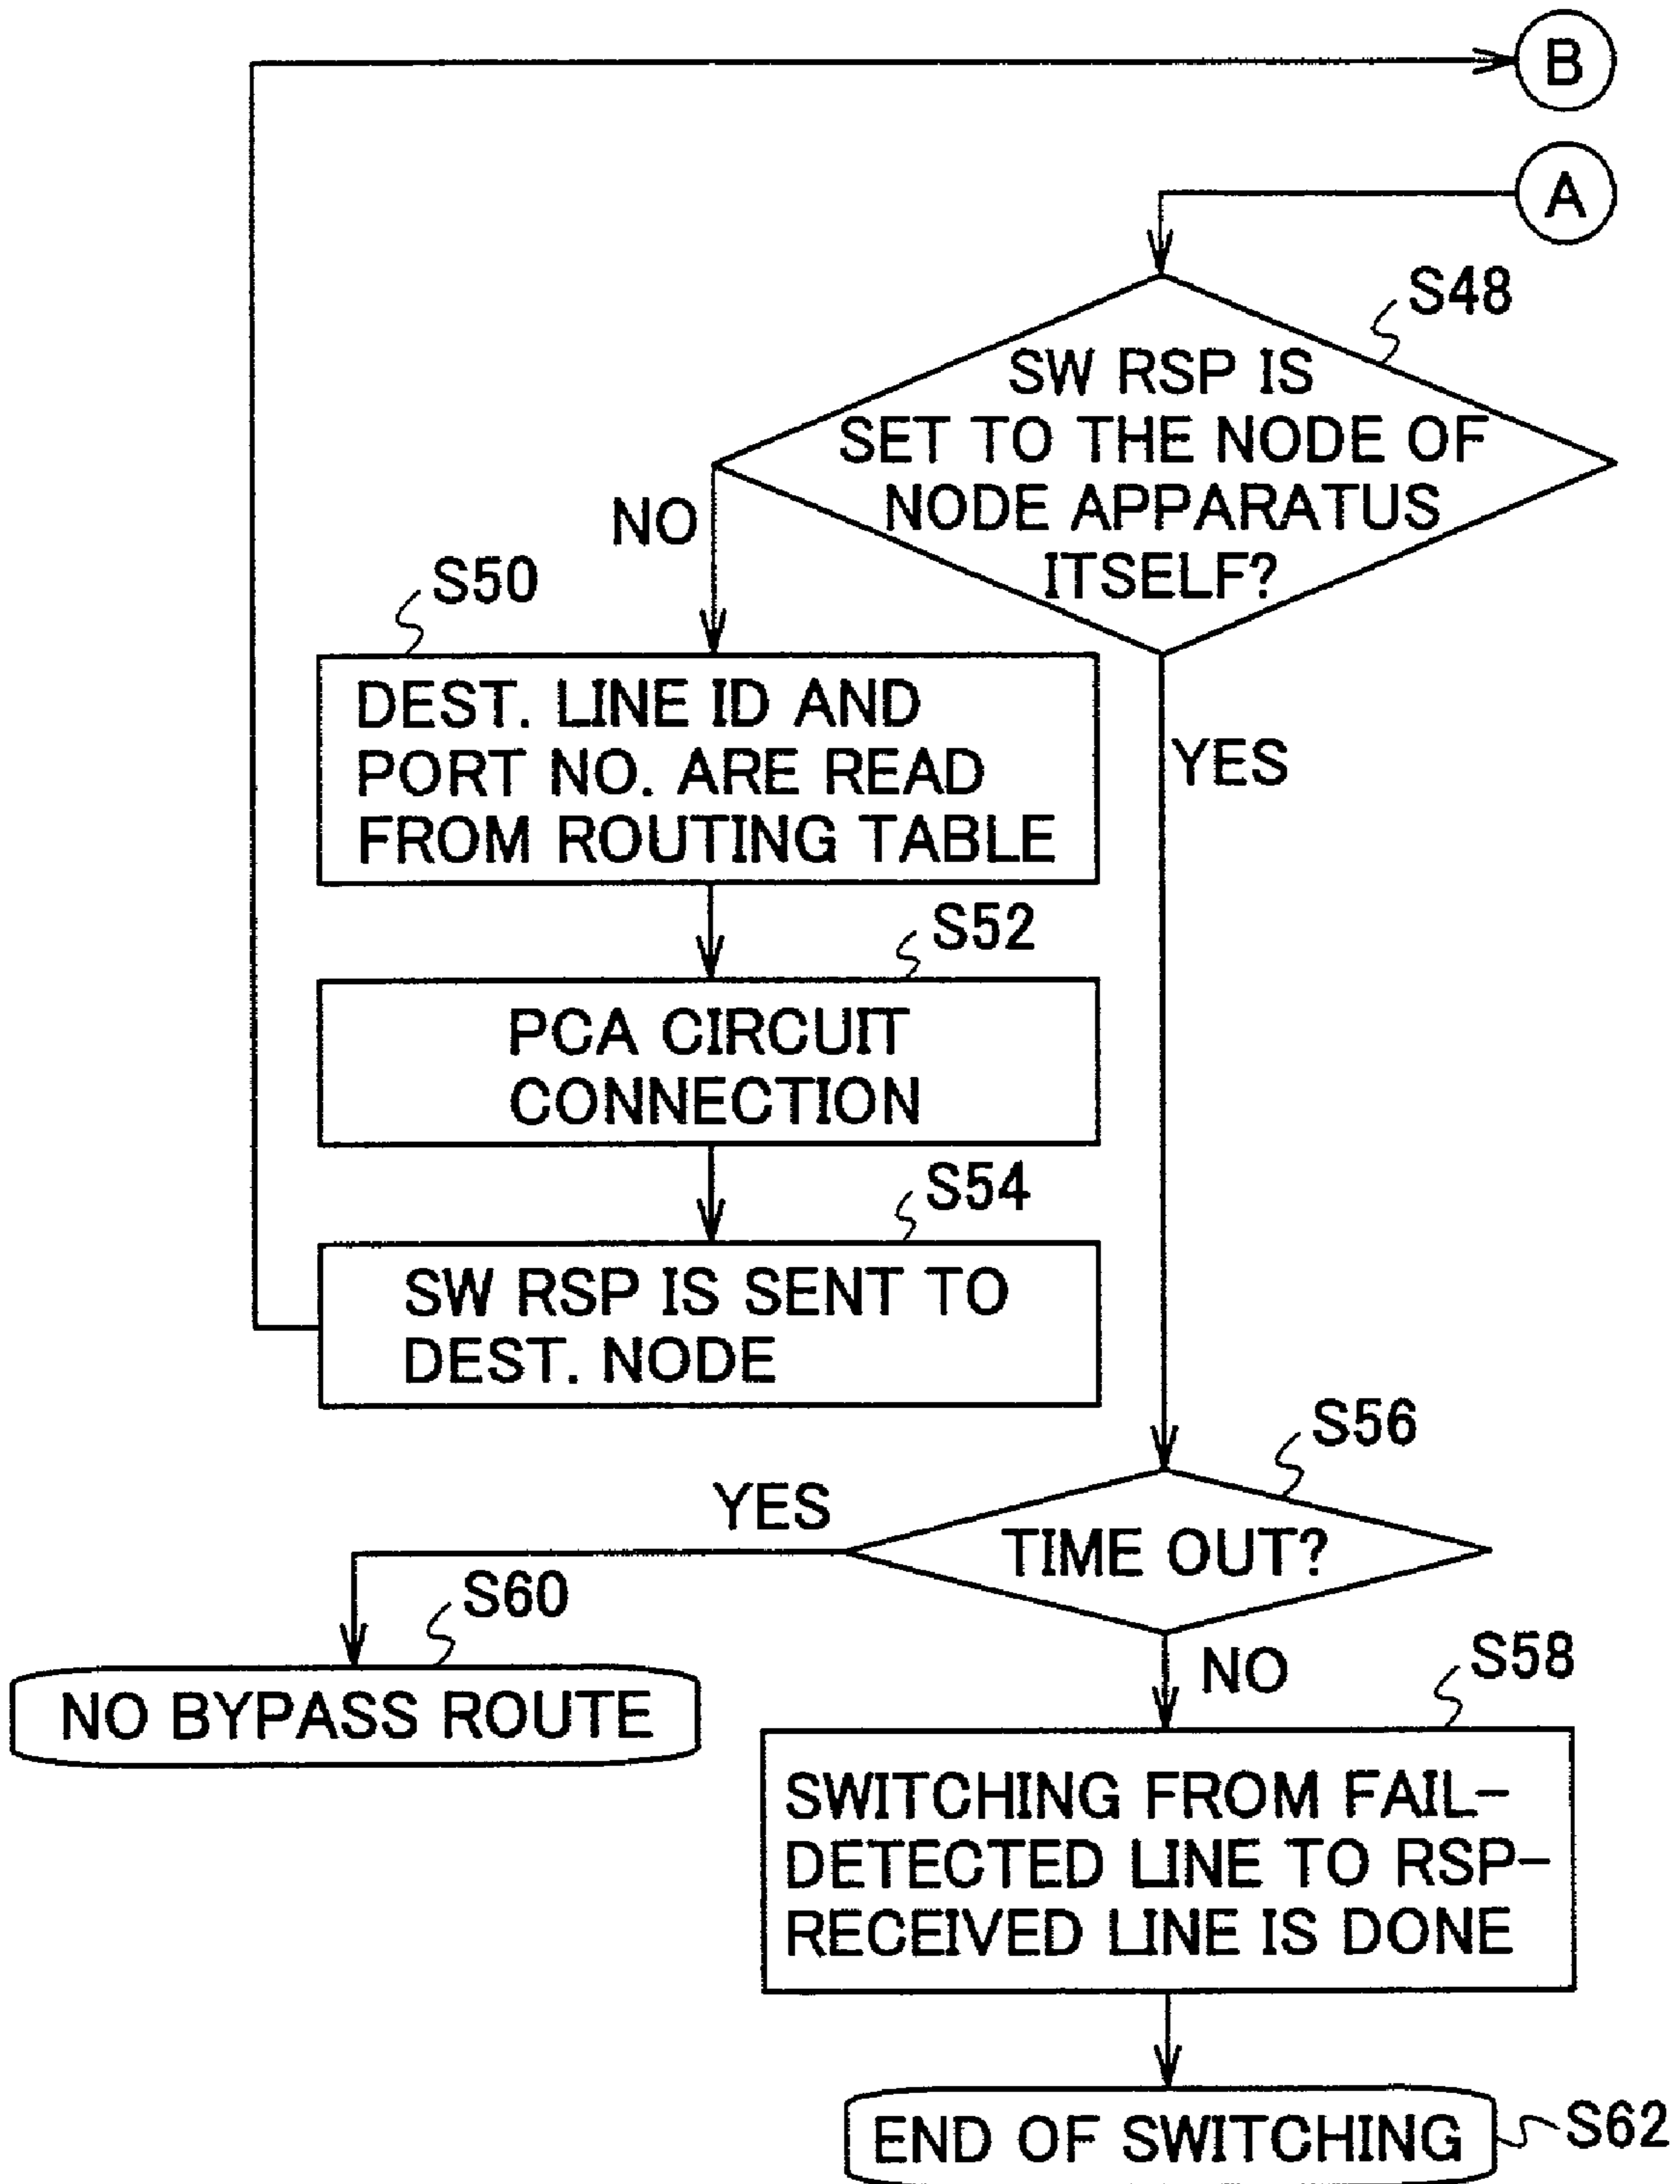 B
A
S48
SW RSP IS
SET TO THE NODE OF
NODE APPARATUS
ITSELF?
NO
S50
DEST. LINE ID AND
PORT NO. ARE READ
FROM ROUTING TABLE
YES
S52
PCA CIRCUIT
CONNECTION
S54
SW RSP IS SENT TO
DEST. NODE
S56
YES
TIME OUT?
S60
NO BYPASS ROUTE
NO
S58
SWITCHING FROM FAIL-
DETECTED LINE TO RSP-
RECEIVED LINE IS DONE
END OF SWITCHING
S62